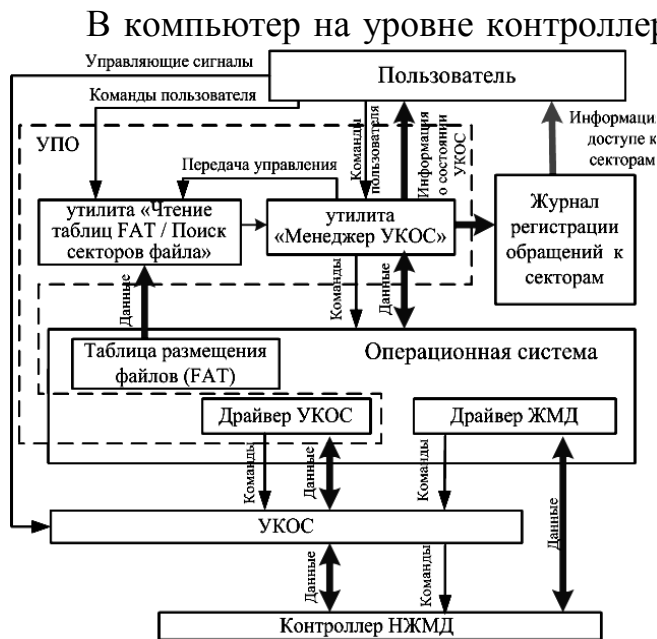 В компьютер на уровне контроллер
Управляющие сигналы
Пользователь
Команды пользователя
УПО
Передача управления
Команды
пользователя
Информация
о состоянии
УКОС
Информация
доступе к
секторам
утилита «Чтение
таблиц FAT / Поиск
секторов файла»
утилита
«Менеджер УКОС»
Журнал
регистрации
обращений к
секторам
Данные
Команды
Данные
Таблица размещения
файлов (FAT)
Операционная система
Драйвер УКОС
Драйвер ЖМД
Команды
Данные
Команды
Данные
УКОС
Данные
Команды
Контроллер НЖМД